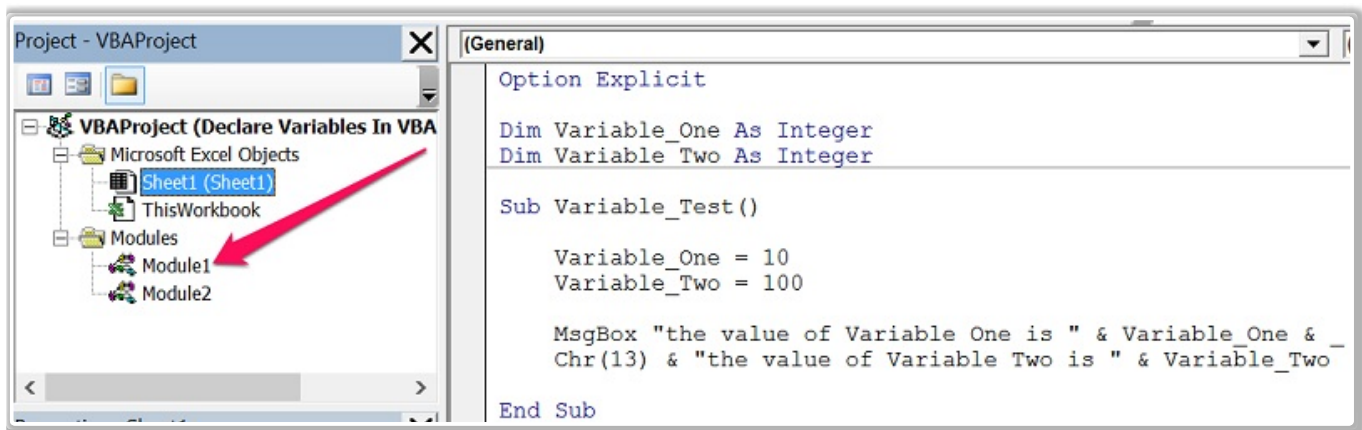 Project - VBAProject
VBAProject (Declare Variables In VBA
Microsoft Excel Objects
Sheet1 (Sheet1)
ThisWorkbook
Modules
Module1
Module2
(General)
Option Explicit
Dim Variable_One As Integer
Dim Variable_Two As Integer
Sub Variable_Test()
Variable_One = 10
Variable_Two = 100
MsgBox "the value of Variable One is " & Variable_One & _
Chr(13) & "the value of Variable Two is " & Variable_Two
End Sub